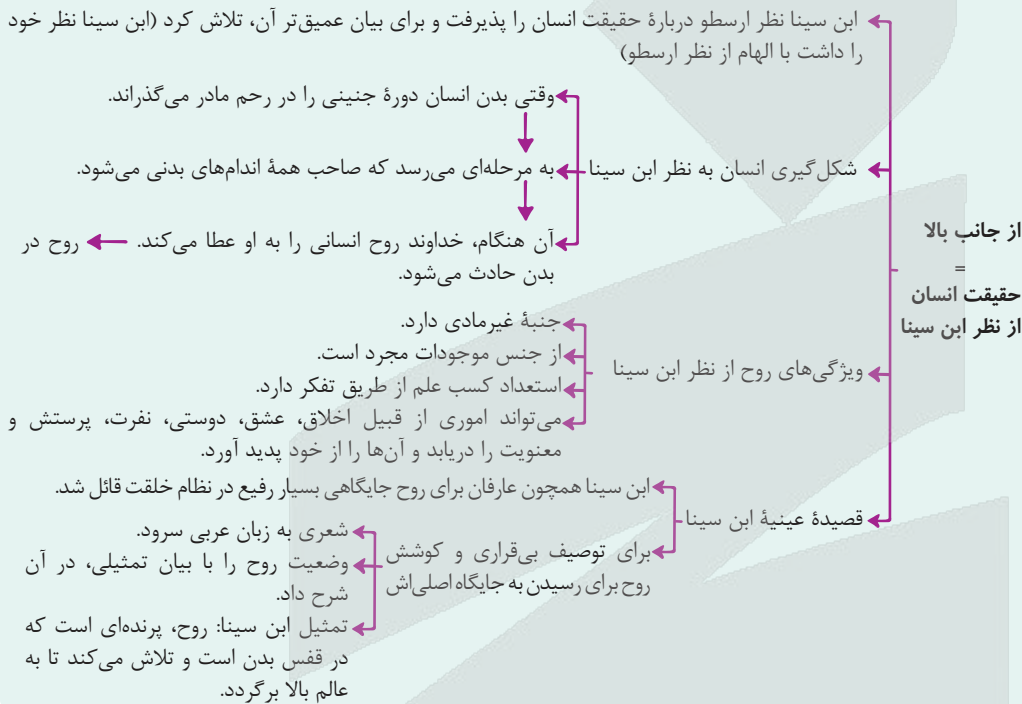 از جانب بالا
=
حقیقت انسان
از نظر ابن سینا
ابن سینا نظر ارسطو دربارهٔ حقیقت انسان را پذیرفت و برای بیان عمیق‌تر آن، تلاش کرد (ابن سینا نظر خود
را داشت با الهام از نظر ارسطو)
شکل‌گیری انسان به نظر ابن سینا
وقتی بدن انسان دورهٔ جنینی را در رحم مادر می‌گذراند.
به مرحله‌ای می‌رسد که صاحب همهٔ اندام‌های بدنی می‌شود.
آن هنگام، خداوند روح انسانی را به او عطا می‌کند. روح در
بدن حادث می‌شود.
ویژگی‌های روح از نظر ابن سینا
جنبهٔ غیرمادی دارد.
از جنس موجودات مجرد است.
استعداد کسب علم از طریق تفکر دارد.
می‌تواند اموری از قبیل اخلاق، عشق، دوستی، نفرت، پرستش و
معنویت را دریابد و آن‌ها را از خود پدید آورد.
قصیدهٔ عینیهٔ ابن سینا
ابن سینا همچون عارفان برای روح جایگاهی بسیار رفیع در نظام خلقت قائل شد.
برای توصیف بی‌قراری و کوشش
روح برای رسیدن به جایگاه اصلی‌اش
شعری به زبان عربی سرود.
وضعیت روح را با بیان تمثیلی، در آن
شرح داد.
تمثیل ابن سینا: روح، پرنده‌ای است که
در قفس بدن است و تلاش می‌کند تا به
عالم بالا برگردد.